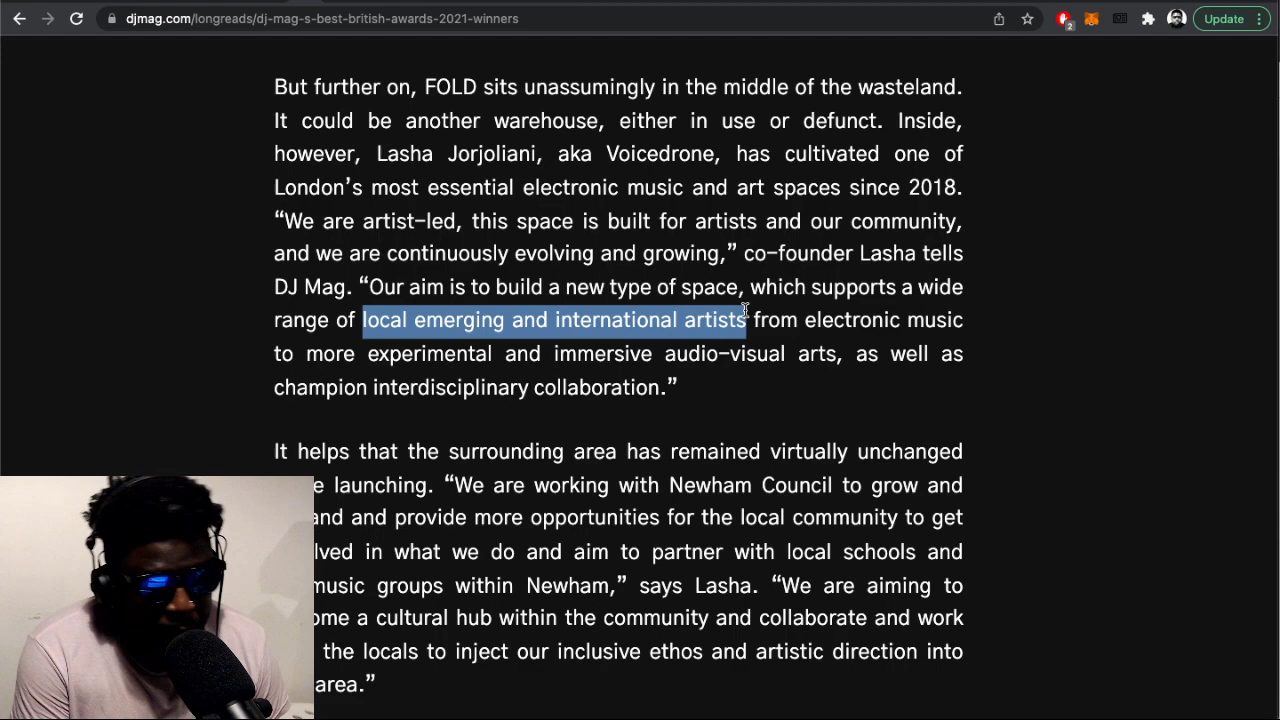 djmag.com/longreads/dj-mag-s-best-british-awards-2021-winners
2
Update
But further on, FOLD sits unassumingly in the middle of the wasteland.
It could be another warehouse, either in use or defunct. Inside,
however, Lasha Jorjoliani, aka Voicedrone, has cultivated one of
London’s most essential electronic music and art spaces since 2018.
“We are artist-led, this space is built for artists and our community,
and we are continuously evolving and growing,” co-founder Lasha tells
DJ Mag. “Our aim is to build a new type of space, which supports a wide
range of local emerging and international artists from electronic music
to more experimental and immersive audio-visual arts, as well as
champion interdisciplinary collaboration.”
It helps that the surrounding area has remained virtually unchanged
launching. “We are working with Newham Council to grow and
and provide more opportunities for the local community to get
in what we do and aim to partner with local schools and
music groups within Newham,” says Lasha. “We are aiming to
a cultural hub within the community and collaborate and work
the locals to inject our inclusive ethos and artistic direction into
area.”